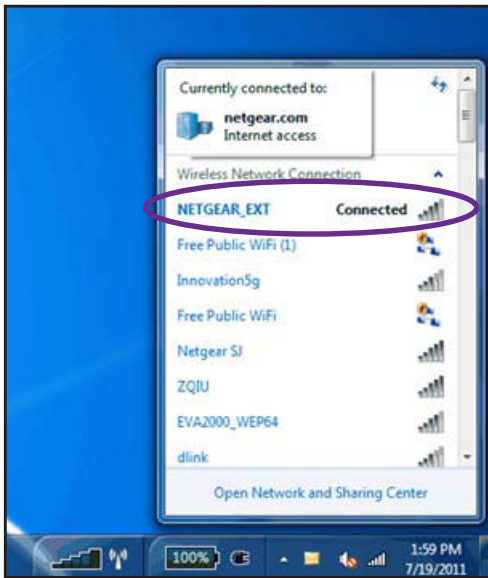 Currently connected to:
netgear.com
Internet access
Wireless Network Connection
NETGEAR_EXT Connected
Free Public WiFi (1)
Innovation5g
Free Public WiFi
Netgear SJ
ZQIU
EVA2000_WEP64
dlink
Open Network and Sharing Center
100%
1:59 PM
7/19/2011